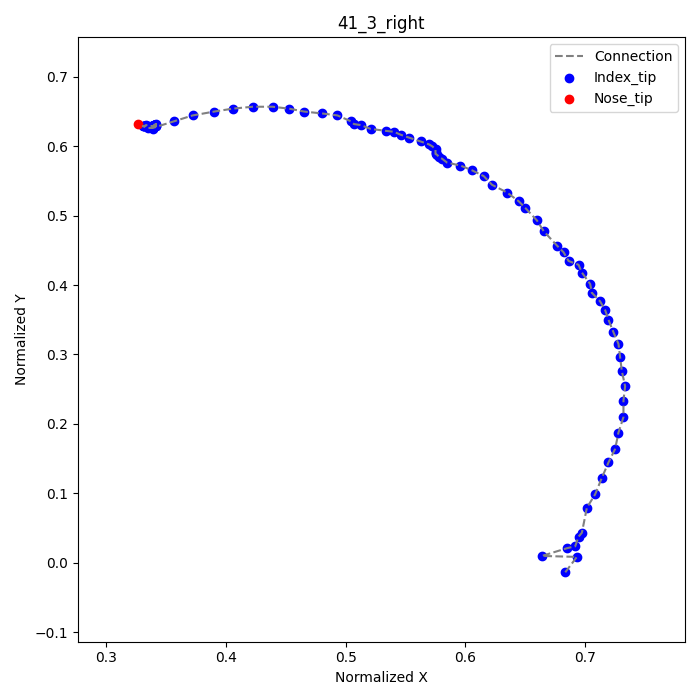 41_3_right
Connection
Index_tip
Nose_tip
0.7
0.6
0.5
0.4
0.3
0.2
0.1
0.0
−0.1
Normalized Y
0.3 0.4 0.5 0.6 0.7
Normalized X